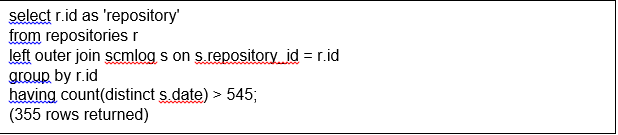 select r.id as 'repository'
from repositories r
left outer join scmlog s on s.repository_id = r.id
group by r.id
having count(distinct s.date) > 545;
(355 rows returned)